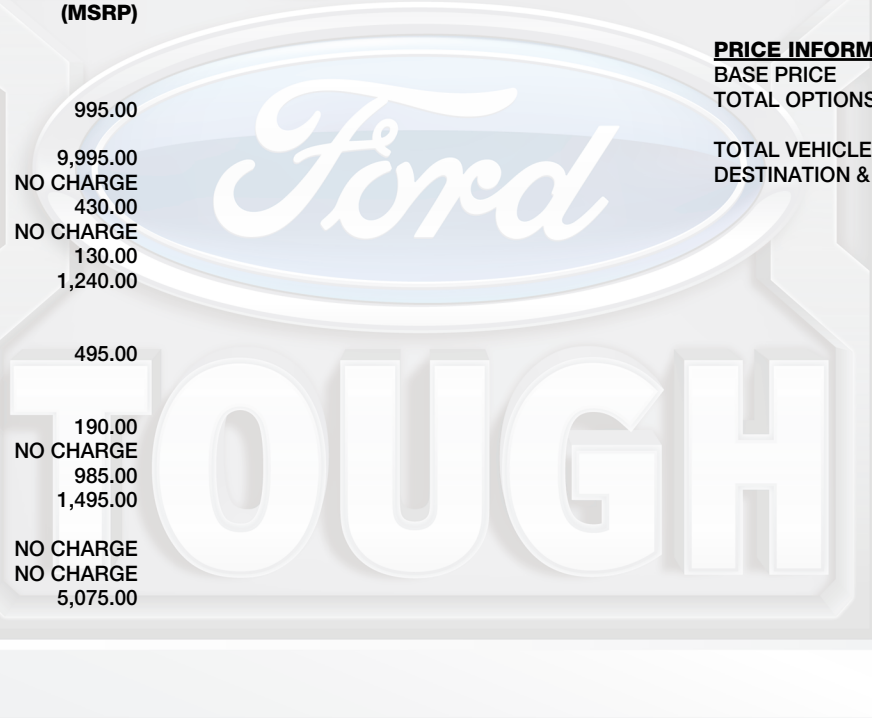 (MSRP)
995.00
9,995.00
NO CHARGE
430.00
NO CHARGE
130.00
1,240.00
495.00
190.00
NO CHARGE
985.00
1,495.00
NO CHARGE
NO CHARGE
5,075.00
PRICE INFORM
BASE PRICE
TOTAL OPTIONS
TOTAL VEHICLE
DESTINATION &
Ford
TOUGH